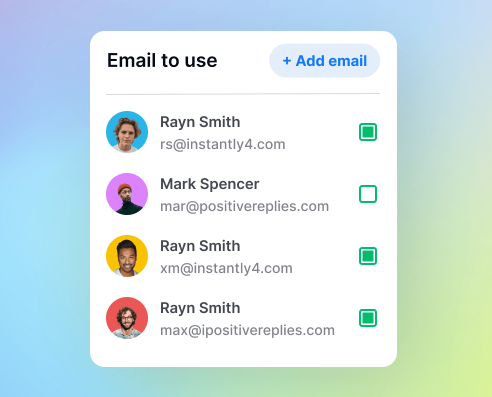 Email to use
+ Add email
Rayn Smith
rs@instantly4.com
Mark Spencer
mar@positivereplies.com
Rayn Smith
xm@instantly4.com
Rayn Smith
max@ipositivereplies.com